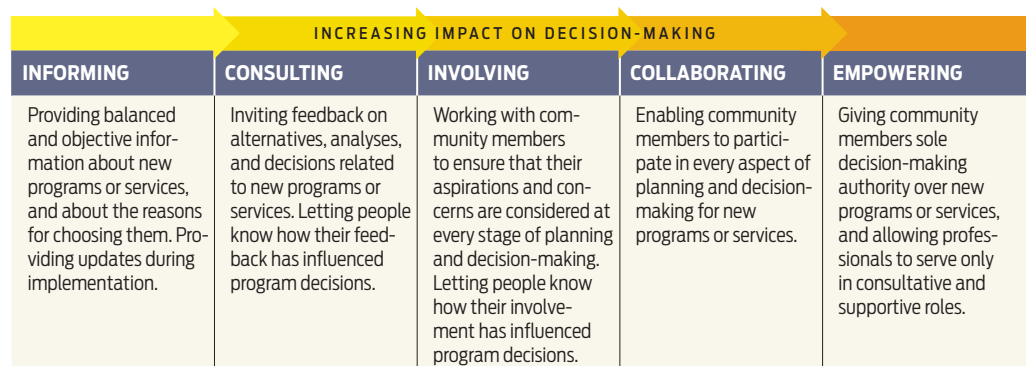 INCREASING IMPACT ON DECISION-MAKING
INFORMING
Providing balanced
and objective infor-
mation about new
programs or services,
and about the reasons
for choosing them. Pro-
viding updates during
implementation.
CONSULTING
Inviting feedback on
alternatives, analyses,
and decisions related
to new programs or
services. Letting people
know how their feed-
back has influenced
program decisions.
INVOLVING
Working with com-
munity members
to ensure that their
aspirations and con-
cerns are considered at
every stage of planning
and decision-making.
Letting people know
how their involve-
ment has influenced
program decisions.
COLLABORATING
Enabling community
members to partici-
pate in every aspect of
planning and decision-
making for new
programs or services.
EMPOWERING
Giving community
members sole
decision-making
authority over new
programs or services,
and allowing profes-
sionals to serve only
in consultative and
supportive roles.